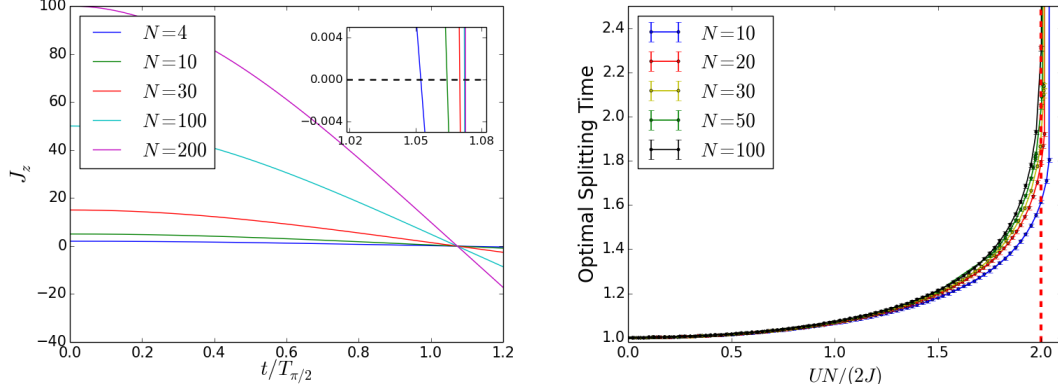 100
80
60
40
20
0
−20
−40
J_z
N=4
N=10
N=30
N=100
N=200
0.004
0.000
−0.004
1.02 1.05 1.08
0.0 0.2 0.4 0.6 0.8 1.0 1.2
t/T_{π/2}
2.4
2.2
2.0
1.8
1.6
1.4
1.2
1.0
Optimal Splitting Time
N=10
N=20
N=30
N=50
N=100
0.0 0.5 1.0 1.5 2.0
UN/(2J)